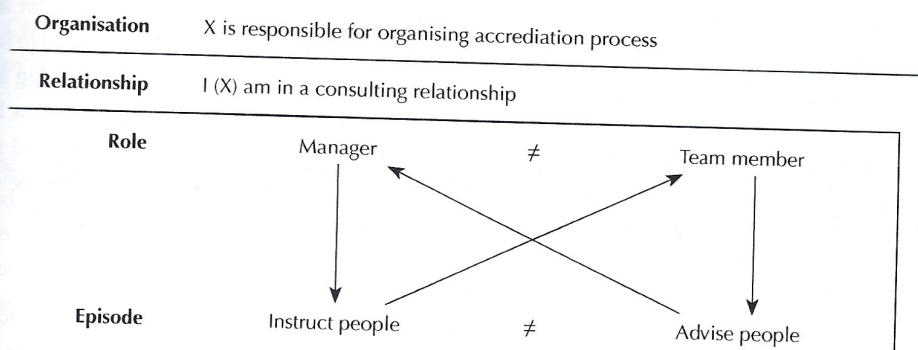 Organisation X is responsible for organising accrediation process
Relationship I (X) am in a consulting relationship
Role Manager ≠ Team member
Episode Instruct people ≠ Advise people